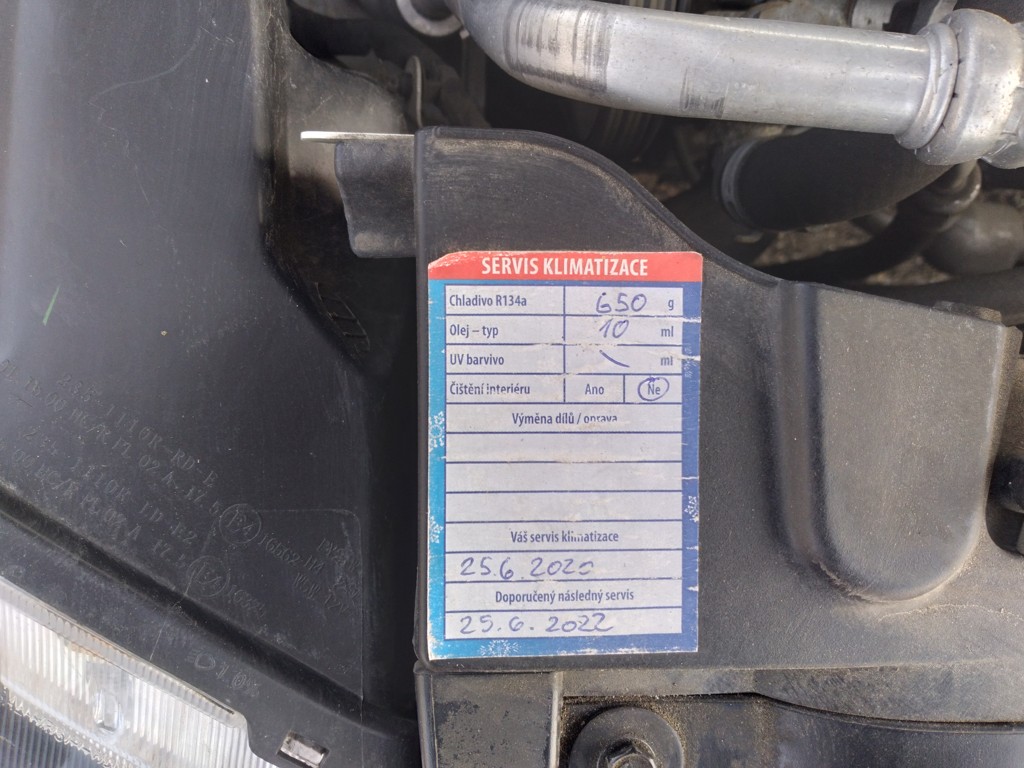 SERVIS KLIMATIZACE
Chladivo R134a 650 g
Olej – typ 10 ml
UV barvivo ml
Čištění interiéru Ano Ne
Výměna dílů / oprava
Váš servis klimatizace
25.6.2020
Doporučený následný servis
25.6.2022